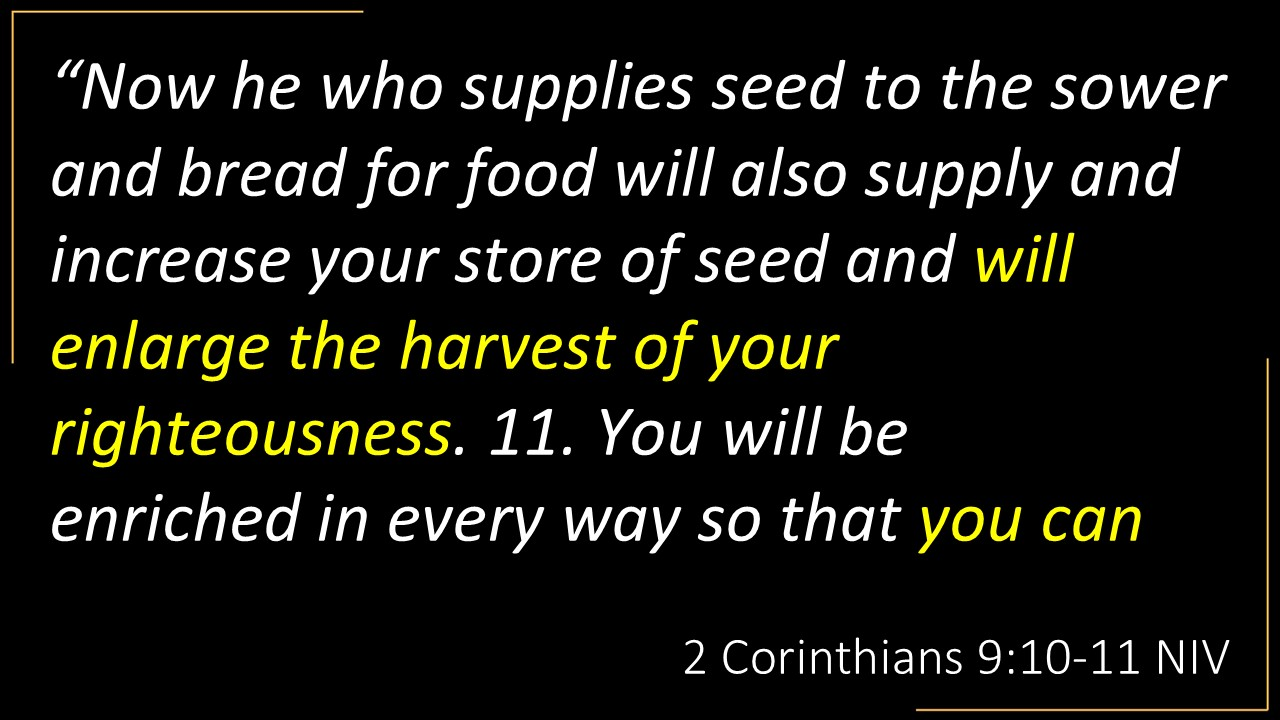 “Now he who supplies seed to the sower
and bread for food will also supply and
increase your store of seed and will
enlarge the harvest of your
righteousness. 11. You will be
enriched in every way so that you can
2 Corinthians 9:10-11 NIV